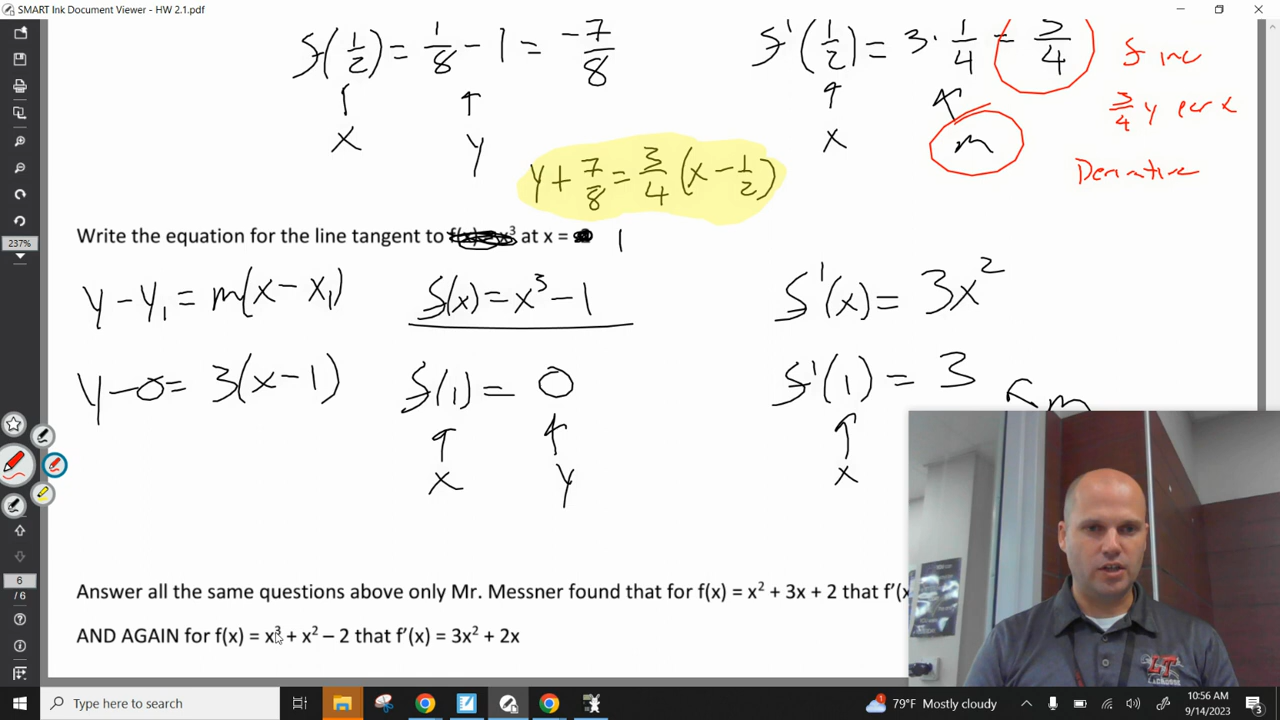 SMART Ink Document Viewer - HW 2.1.pdf
f(1/2) = 1/8 - 1 = -7/8
f'(1/2) = 3 · 1/4 = 3/4
f inc
x
y
x
m
3/4 y per x
y + 7/8 = 3/4 (x - 1/2)
Derivative
237%
Write the equation for the line tangent to at x = 1
y - y₁ = m(x - x₁)
f(x) = x³ - 1
f'(x) = 3x²
y - 0 = 3(x - 1)
f(1) = 0
f'(1) = 3
m
x
y
x
6
/ 6
Answer all the same questions above only Mr. Messner found that for f(x) = x² + 3x + 2 that f'(x
AND AGAIN for f(x) = x³ + x² – 2 that f'(x) = 3x² + 2x
LT
LACROSSE
Type here to search
79°F Mostly cloudy
10:56 AM
9/14/2023
3